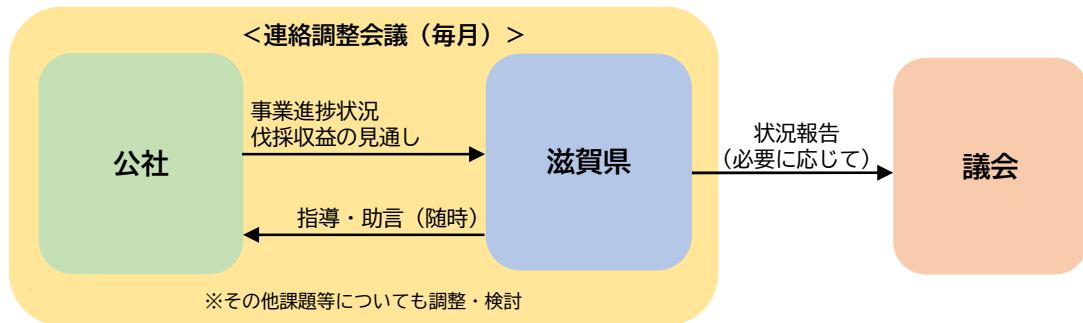 ＜連絡調整会議（毎月）＞
公社
事業進捗状況
伐採収益の見通し
指導・助言（随時）
滋賀県
状況報告
（必要に応じて）
議会
※その他課題等についても調整・検討